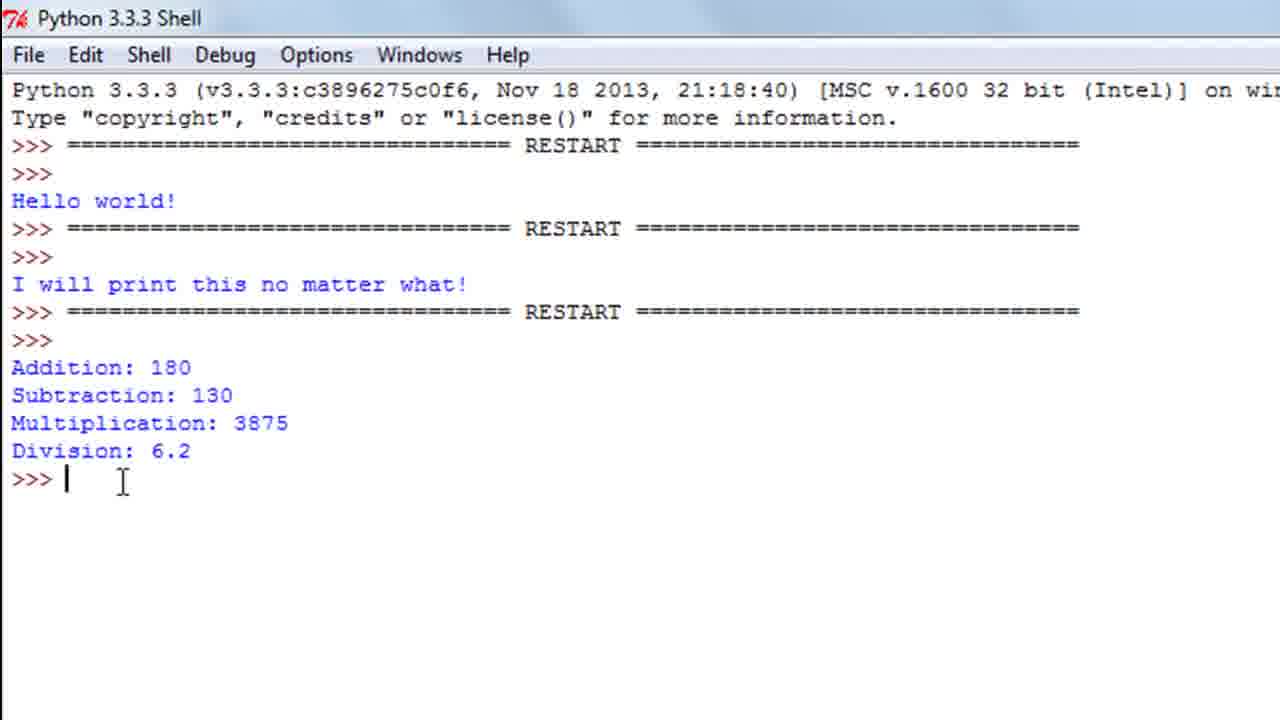 Python 3.3.3 Shell
File Edit Shell Debug Options Windows Help
Python 3.3.3 (v3.3.3:c3896275c0f6, Nov 18 2013, 21:18:40) [MSC v.1600 32 bit (Intel)] on
Type "copyright", "credits" or "license()" for more information.
>>> ================================ RESTART ================================
>>>
Hello world!
>>> ================================ RESTART ================================
>>>
I will print this no matter what!
>>> ================================ RESTART ================================
>>>
Addition: 180
Subtraction: 130
Multiplication: 3875
Division: 6.2
>>>